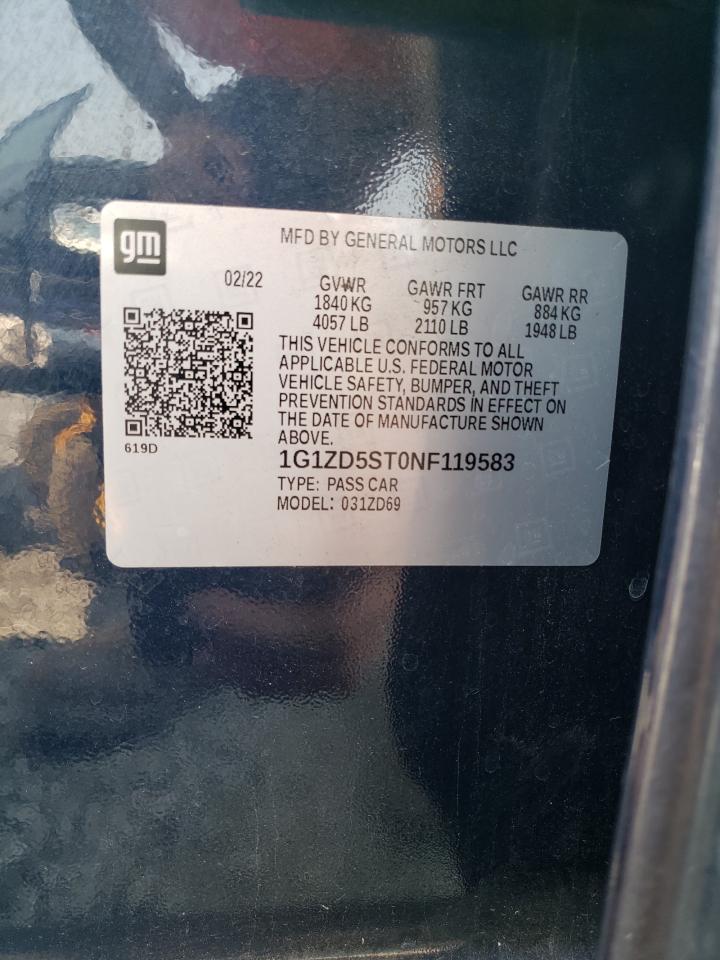 gm
MFD BY GENERAL MOTORS LLC
02/22 GVWR GAWR FRT GAWR RR
1840 KG 957 KG 884 KG
4057 LB 2110 LB 1948 LB
THIS VEHICLE CONFORMS TO ALL
APPLICABLE U.S. FEDERAL MOTOR
VEHICLE SAFETY, BUMPER, AND THEFT
PREVENTION STANDARDS IN EFFECT ON
THE DATE OF MANUFACTURE SHOWN
ABOVE.
619D
1G1ZD5ST0NF119583
TYPE: PASS CAR
MODEL: 031ZD69